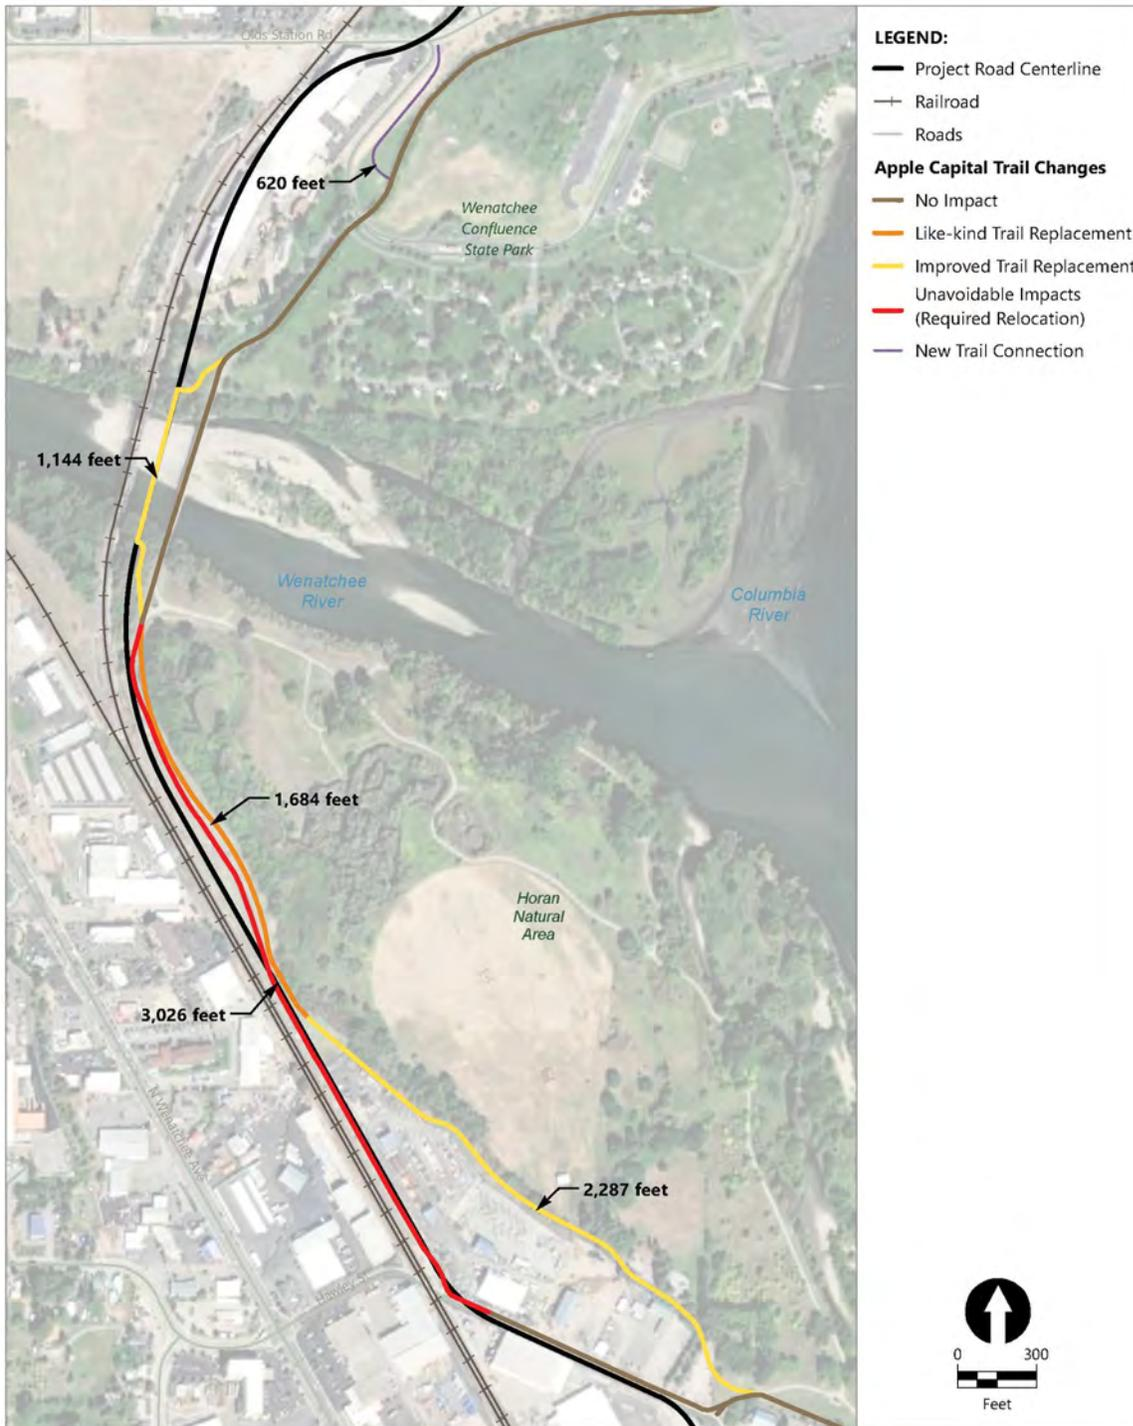 Olds Station Rd
620 feet
Wenatchee
Confluence
State Park
1,144 feet
Wenatchee
River
Columbia
River
1,684 feet
Horan
Natural
Area
3,026 feet
N Wenatchee Ave
2,287 feet
Hawley St
LEGEND:
Project Road Centerline
Railroad
Roads
Apple Capital Trail Changes
No Impact
Like-kind Trail Replacement
Improved Trail Replacement
Unavoidable Impacts
(Required Relocation)
New Trail Connection
0 300
Feet